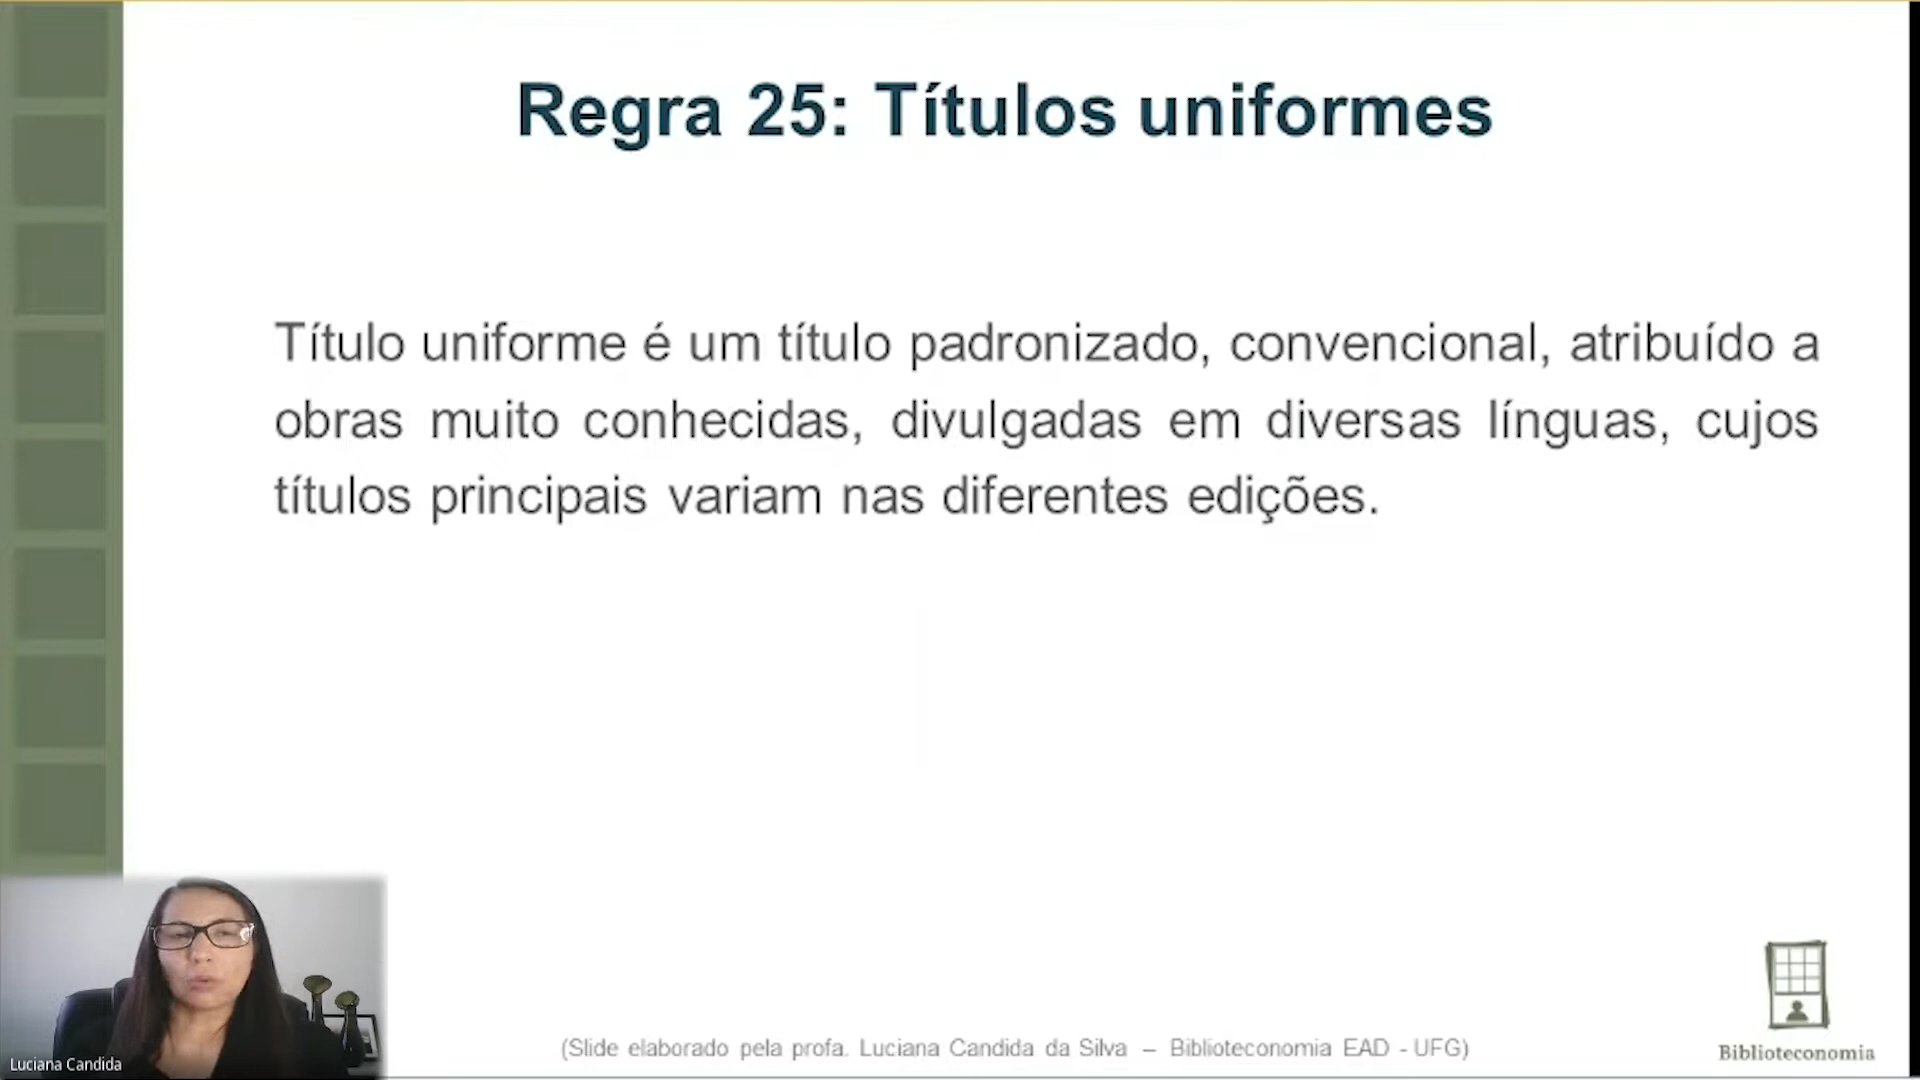 Regra 25: Títulos uniformes
Título uniforme é um título padronizado, convencional, atribuído a
obras muito conhecidas, divulgadas em diversas línguas, cujos
títulos principais variam nas diferentes edições.
Luciana Candida
(Slide elaborado pela profa. Luciana Candida da Silva – Biblioteconomia EAD - UFG)
Biblioteconomia